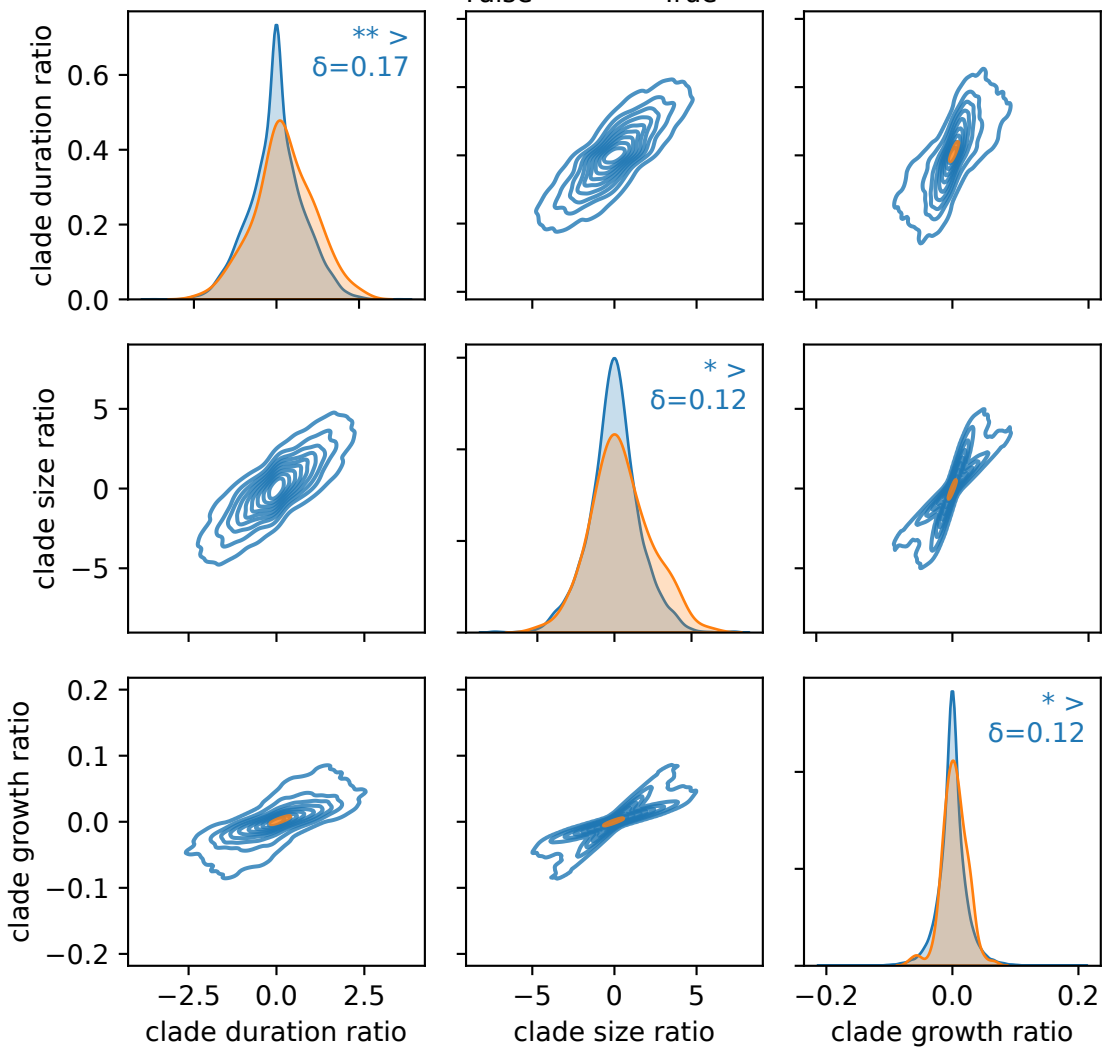 False True
clade duration ratio
0.0
0.2
0.4
0.6
** >
δ=0.17
clade size ratio
5
0
−5
* >
δ=0.12
clade growth ratio
0.2
0.1
0.0
−0.1
−0.2
* >
δ=0.12
−2.5 0.0 2.5
−5 0 5
−0.2 0.0 0.2
clade duration ratio
clade size ratio
clade growth ratio